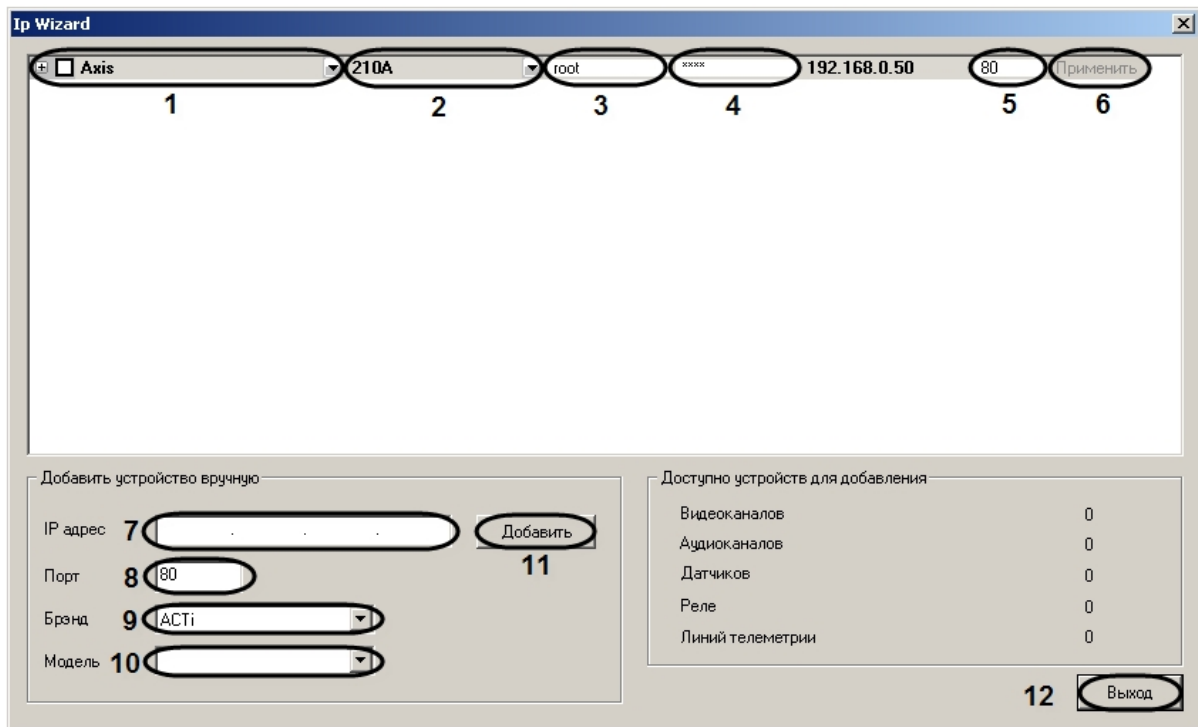 Ip Wizard
Axis 210A root **** 192.168.0.50 80 Применить
1 2 3 4 5 6
Добавить устройство вручную
IP адрес 7 . . . Добавить
11
Порт 8 80
Брэнд 9 ACTi
Модель 10
Доступно устройств для добавления
Видеоканалов 0
Аудиоканалов 0
Датчиков 0
Реле 0
Линий телеметрии 0
12 Выход